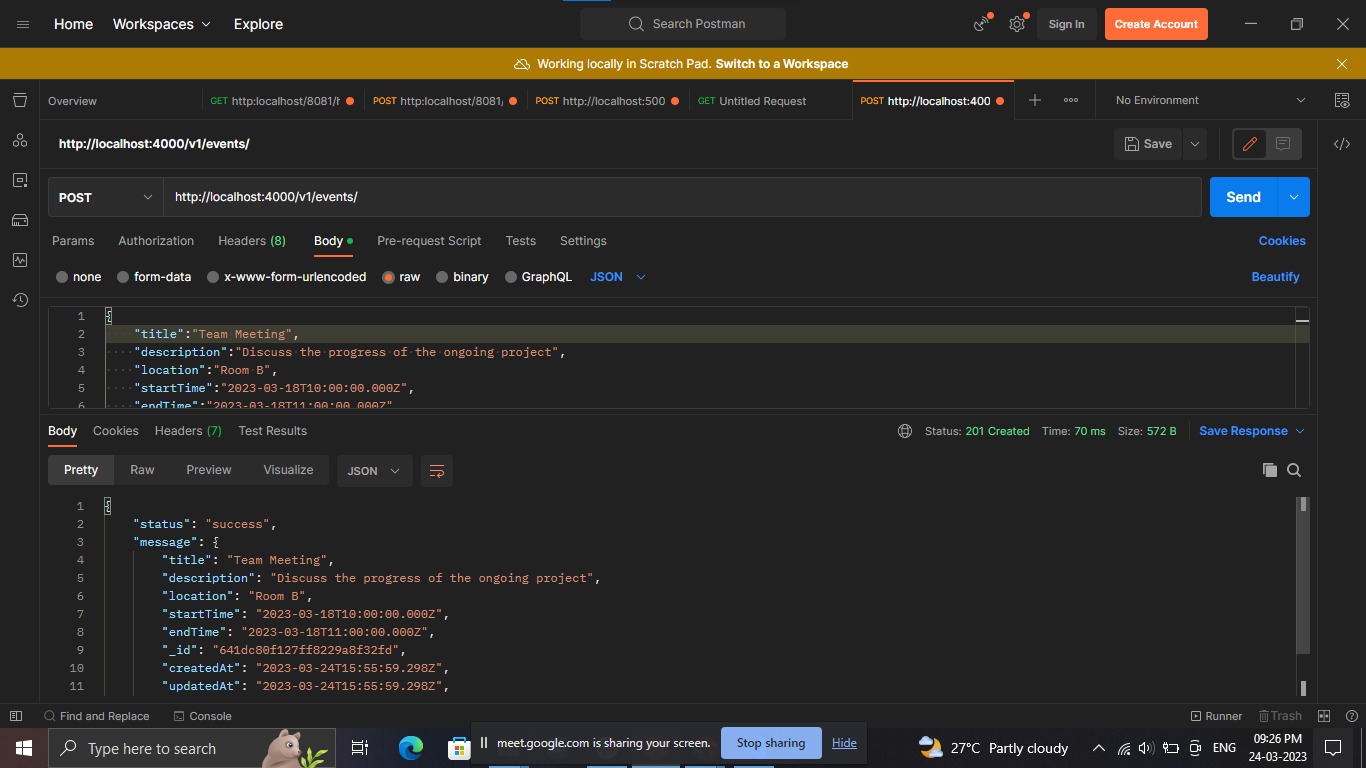 Home Workspaces Explore Search Postman Sign In Create Account
Working locally in Scratch Pad. Switch to a Workspace
Overview GET http:localhost/8081/h POST http:localhost/8081, POST http://localhost:500 GET Untitled Request POST http://localhost:400 No Environment
http://localhost:4000/v1/events/ Save
POST http://localhost:4000/v1/events/ Send
Params Authorization Headers (8) Body Pre-request Script Tests Settings Cookies
none form-data x-www-form-urlencoded raw binary GraphQL JSON Beautify
1 {
2 "title":"Team Meeting",
3 "description":"Discuss the progress of the ongoing project",
4 "location":"Room B",
5 "startTime":"2023-03-18T10:00:00.000Z",
6 "endTime":"2023-03-18T11:00:00.000Z"
Body Cookies Headers (7) Test Results Status: 201 Created Time: 70 ms Size: 572 B Save Response
Pretty Raw Preview Visualize JSON
1 {
2 "status": "success",
3 "message": {
4 "title": "Team Meeting",
5 "description": "Discuss the progress of the ongoing project",
6 "location": "Room B",
7 "startTime": "2023-03-18T10:00:00.000Z",
8 "endTime": "2023-03-18T11:00:00.000Z",
9 "_id": "641dc80f127ff8229a8f32fd",
10 "createdAt": "2023-03-24T15:55:59.298Z",
11 "updatedAt": "2023-03-24T15:55:59.298Z",
Find and Replace Console Runner Trash
Type here to search meet.google.com is sharing your screen. Stop sharing Hide 27°C Partly cloudy ENG 09:26 PM
24-03-2023